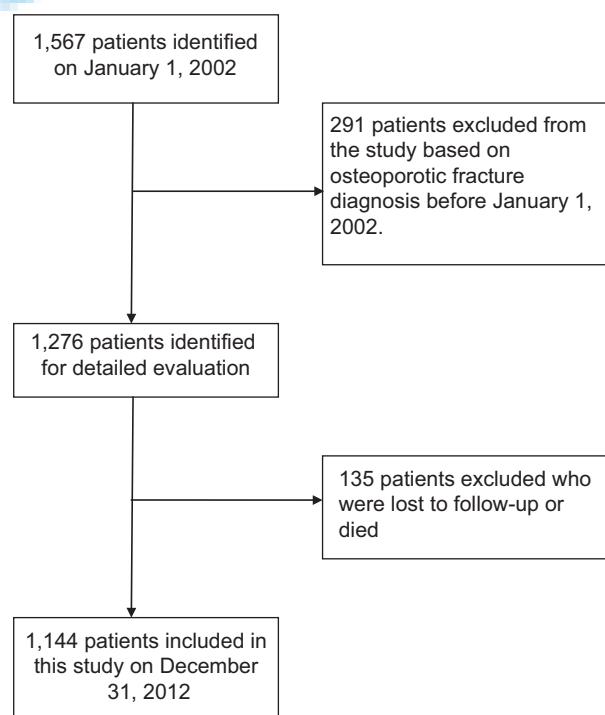 1,567 patients identified
on January 1, 2002
291 patients excluded from
the study based on
osteoporotic fracture
diagnosis before January 1,
2002.
1,276 patients identified
for detailed evaluation
135 patients excluded who
were lost to follow-up or
died
1,144 patients included in
this study on December
31, 2012